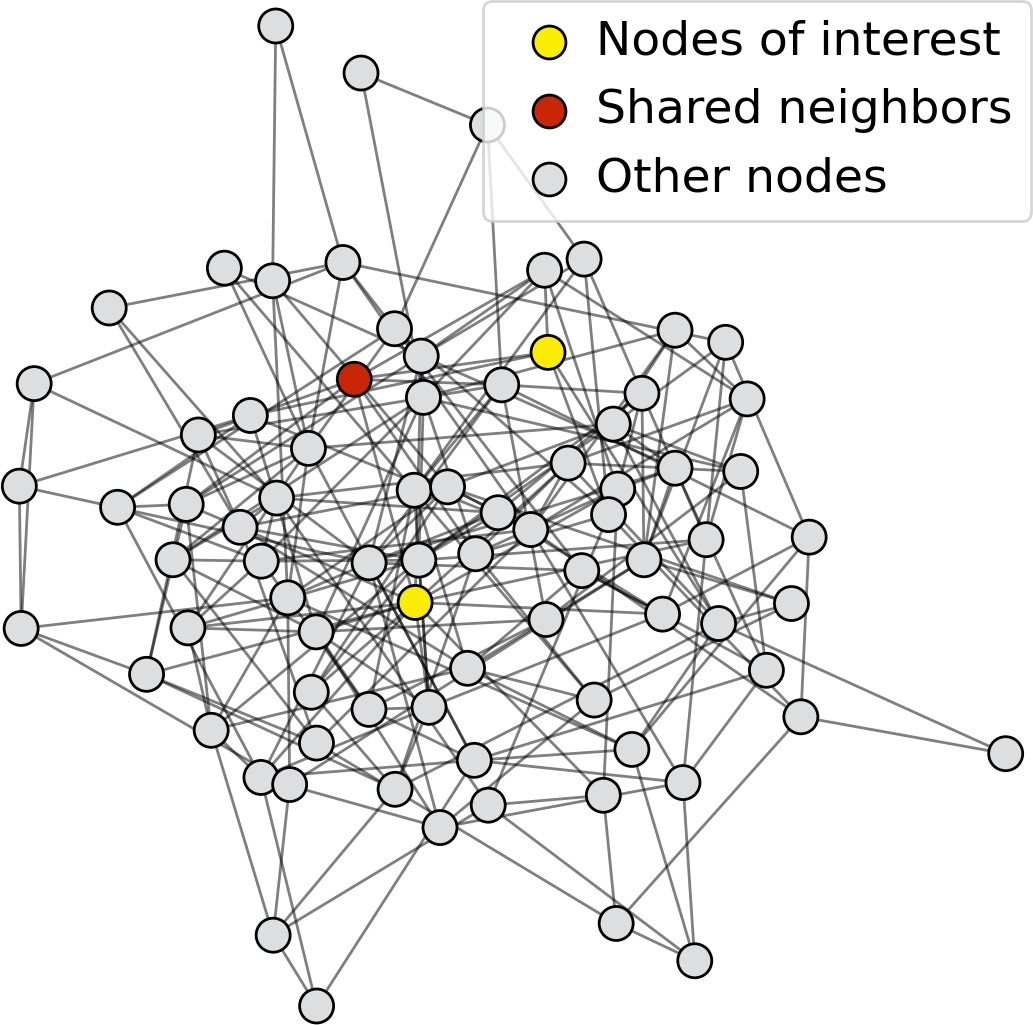 Nodes of interest
Shared neighbors
Other nodes